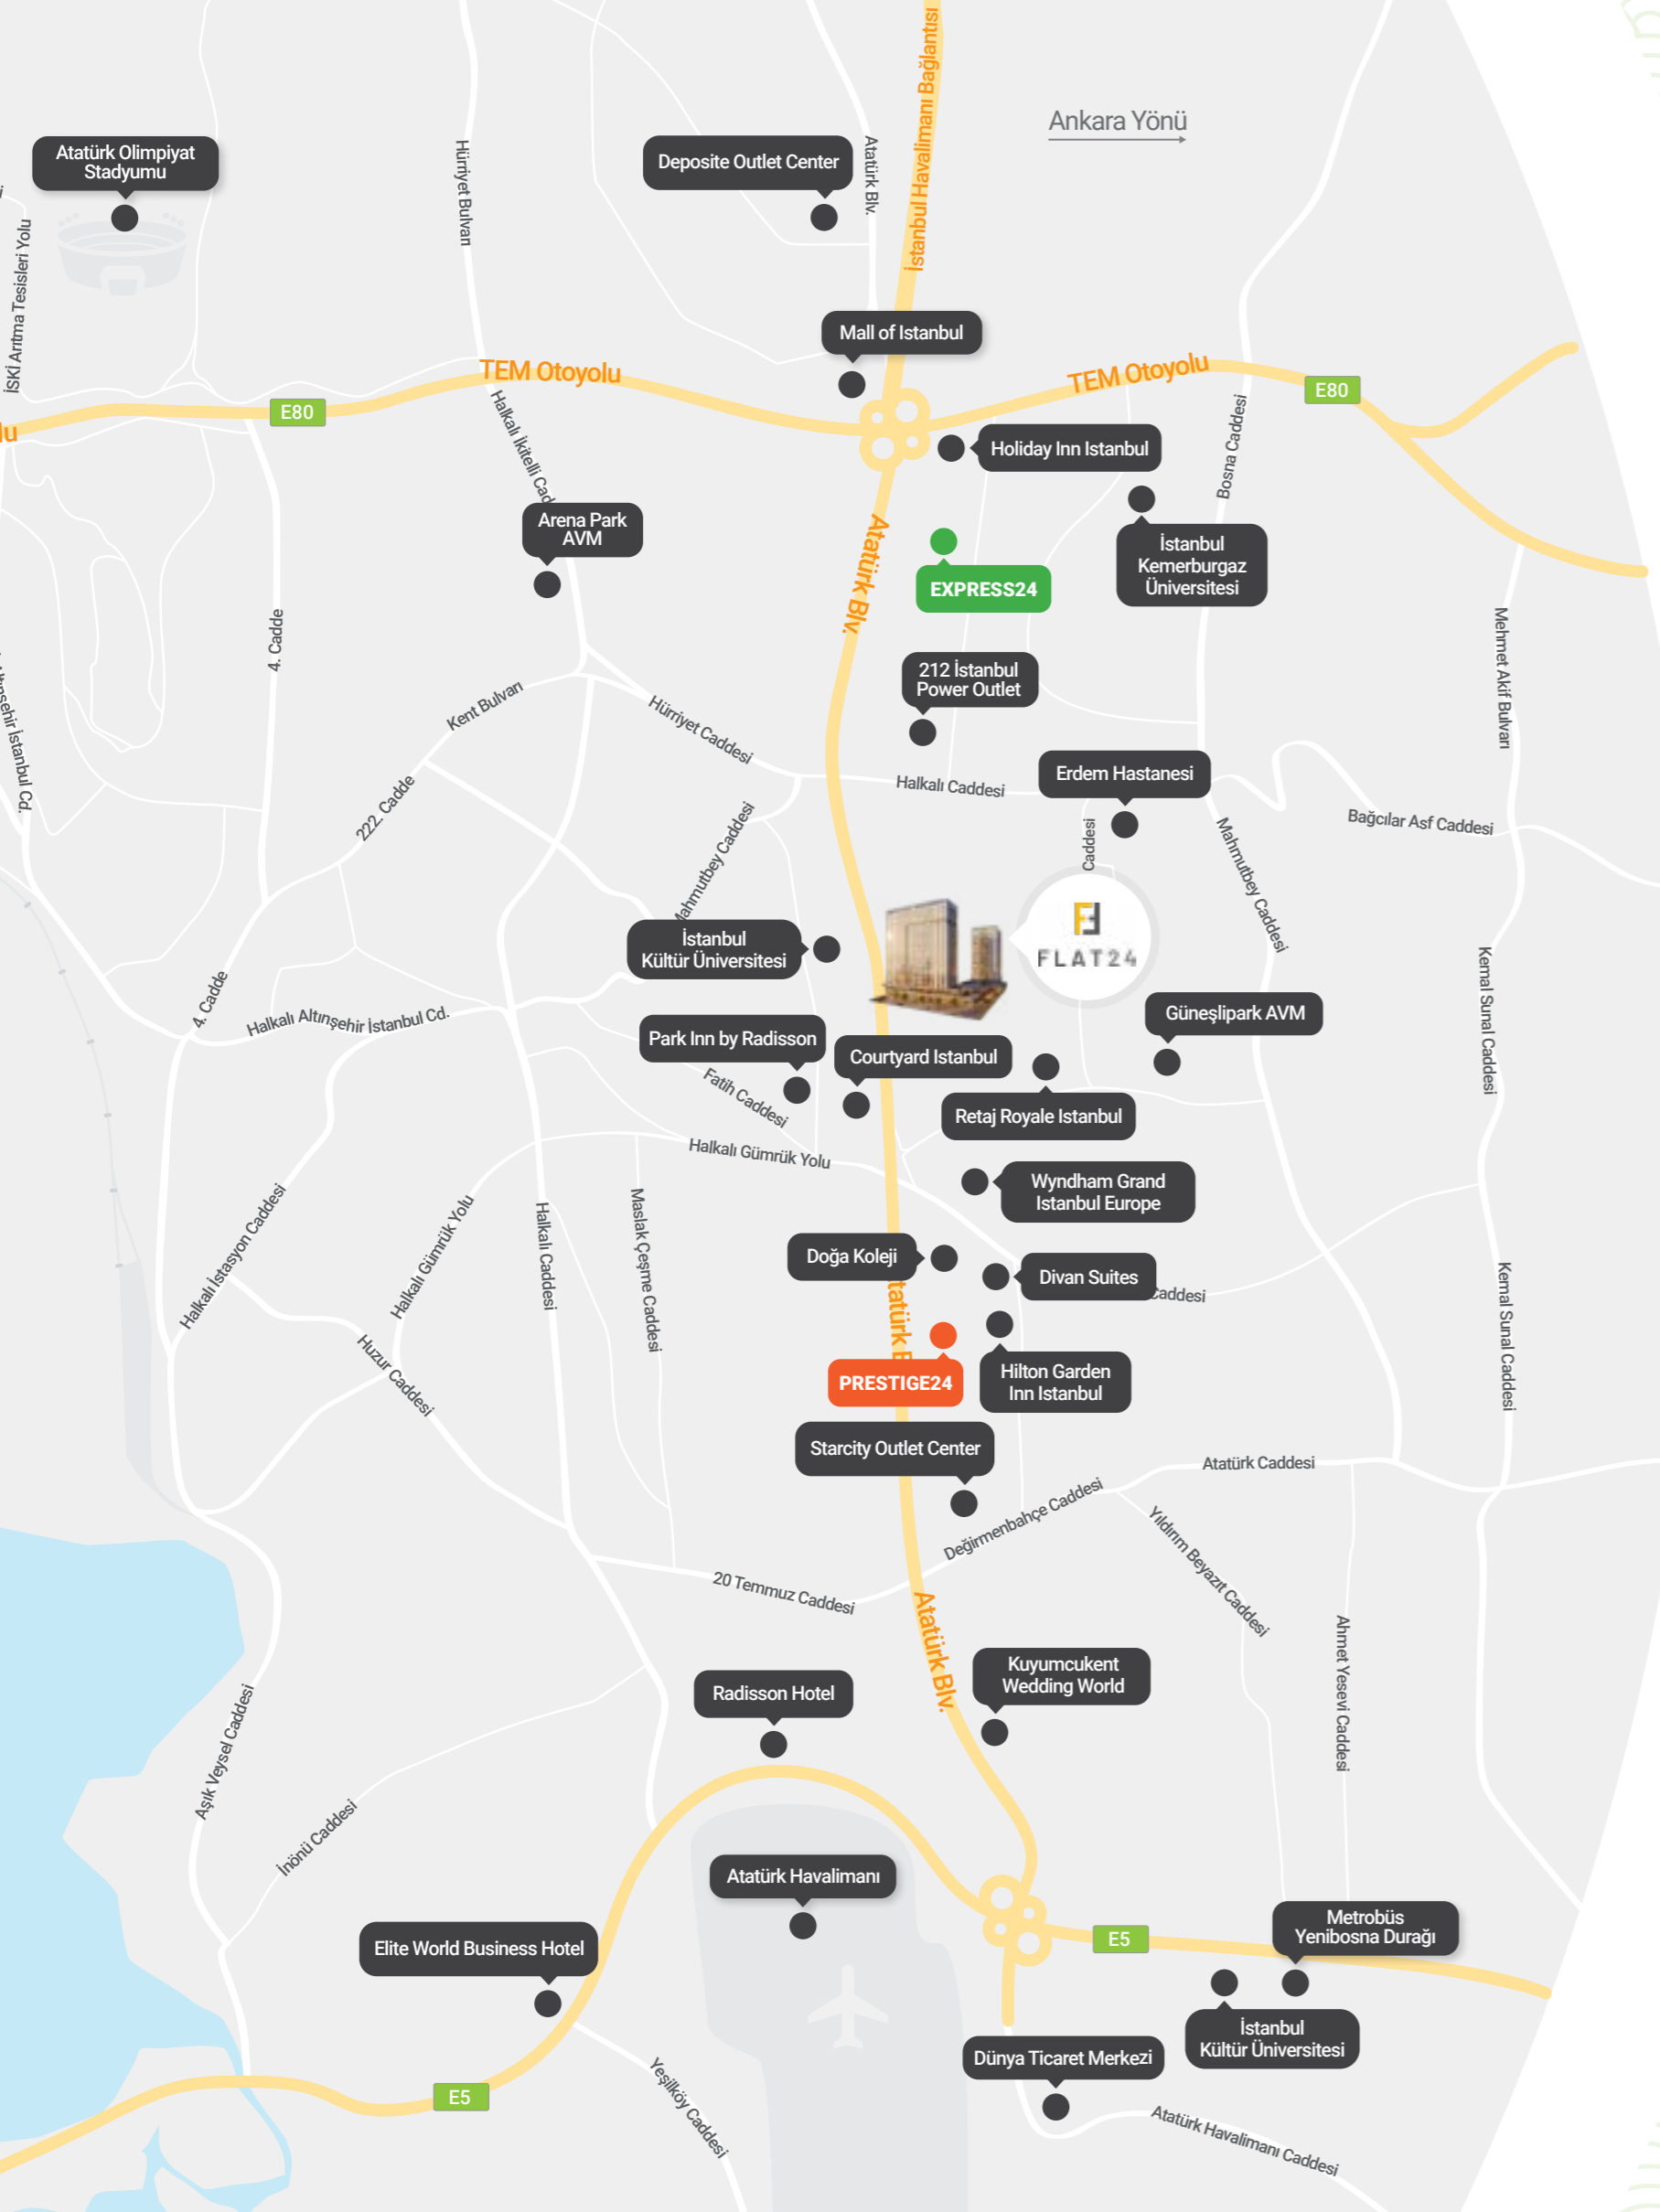 İstanbul Havalimanı Bağlantısı
Ankara Yönü
Atatürk Olimpiyat
Stadyumu
Deposite Outlet Center
Atatürk Blv.
Hürriyet Bulvarı
İSKİ Arıtma Tesisleri Yolu
Mall of Istanbul
TEM Otoyolu
TEM Otoyolu
E80
E80
Halkalı İkitelli Cad
Holiday Inn Istanbul
Bosna Caddesi
Arena Park
AVM
İstanbul
Kemerburgaz
Üniversitesi
Atatürk Blv.
EXPRESS24
4. Cadde
Mehmet Akif Bulvarı
212 İstanbul
Power Outlet
Kent Bulvarı
Hürriyet Caddesi
Halkalı Caddesi
Erdem Hastanesi
222. Cadde
Mahmutbey Caddesi
Caddesi
Mahmutbey Caddesi
Bağcılar Asf Caddesi
İstanbul
Kültür Üniversitesi
FLAT24
4. Cadde
Halkalı Altınşehir İstanbul Cd.
Kemal Sunal Caddesi
Güneşlipark AVM
Park Inn by Radisson
Courtyard Istanbul
Fatih Caddesi
Retaj Royale Istanbul
Halkalı Gümrük Yolu
Wyndham Grand
Istanbul Europe
Halkalı İstasyon Caddesi
Halkalı Gümrük Yolu
Halkalı Caddesi
Maslak Çeşme Caddesi
Doğa Koleji
Divan Suites
Caddesi
Kemal Sunal Caddesi
Huzur Caddesi
PRESTIGE24
Hilton Garden
Inn Istanbul
Starcity Outlet Center
Atatürk Caddesi
Değirmenbahçe Caddesi
Yıldırım Beyazıt Caddesi
20 Temmuz Caddesi
Atatürk Blv.
Ahmet Yesevi Caddesi
Kuyumcukent
Wedding World
Radisson Hotel
Aşık Veysel Caddesi
İnönü Caddesi
Atatürk Havalimanı
Elite World Business Hotel
E5
Metrobüs
Yenibosna Durağı
İstanbul
Kültür Üniversitesi
Dünya Ticaret Merkezi
E5
Yeşilköy Caddesi
Atatürk Havalimanı Caddesi